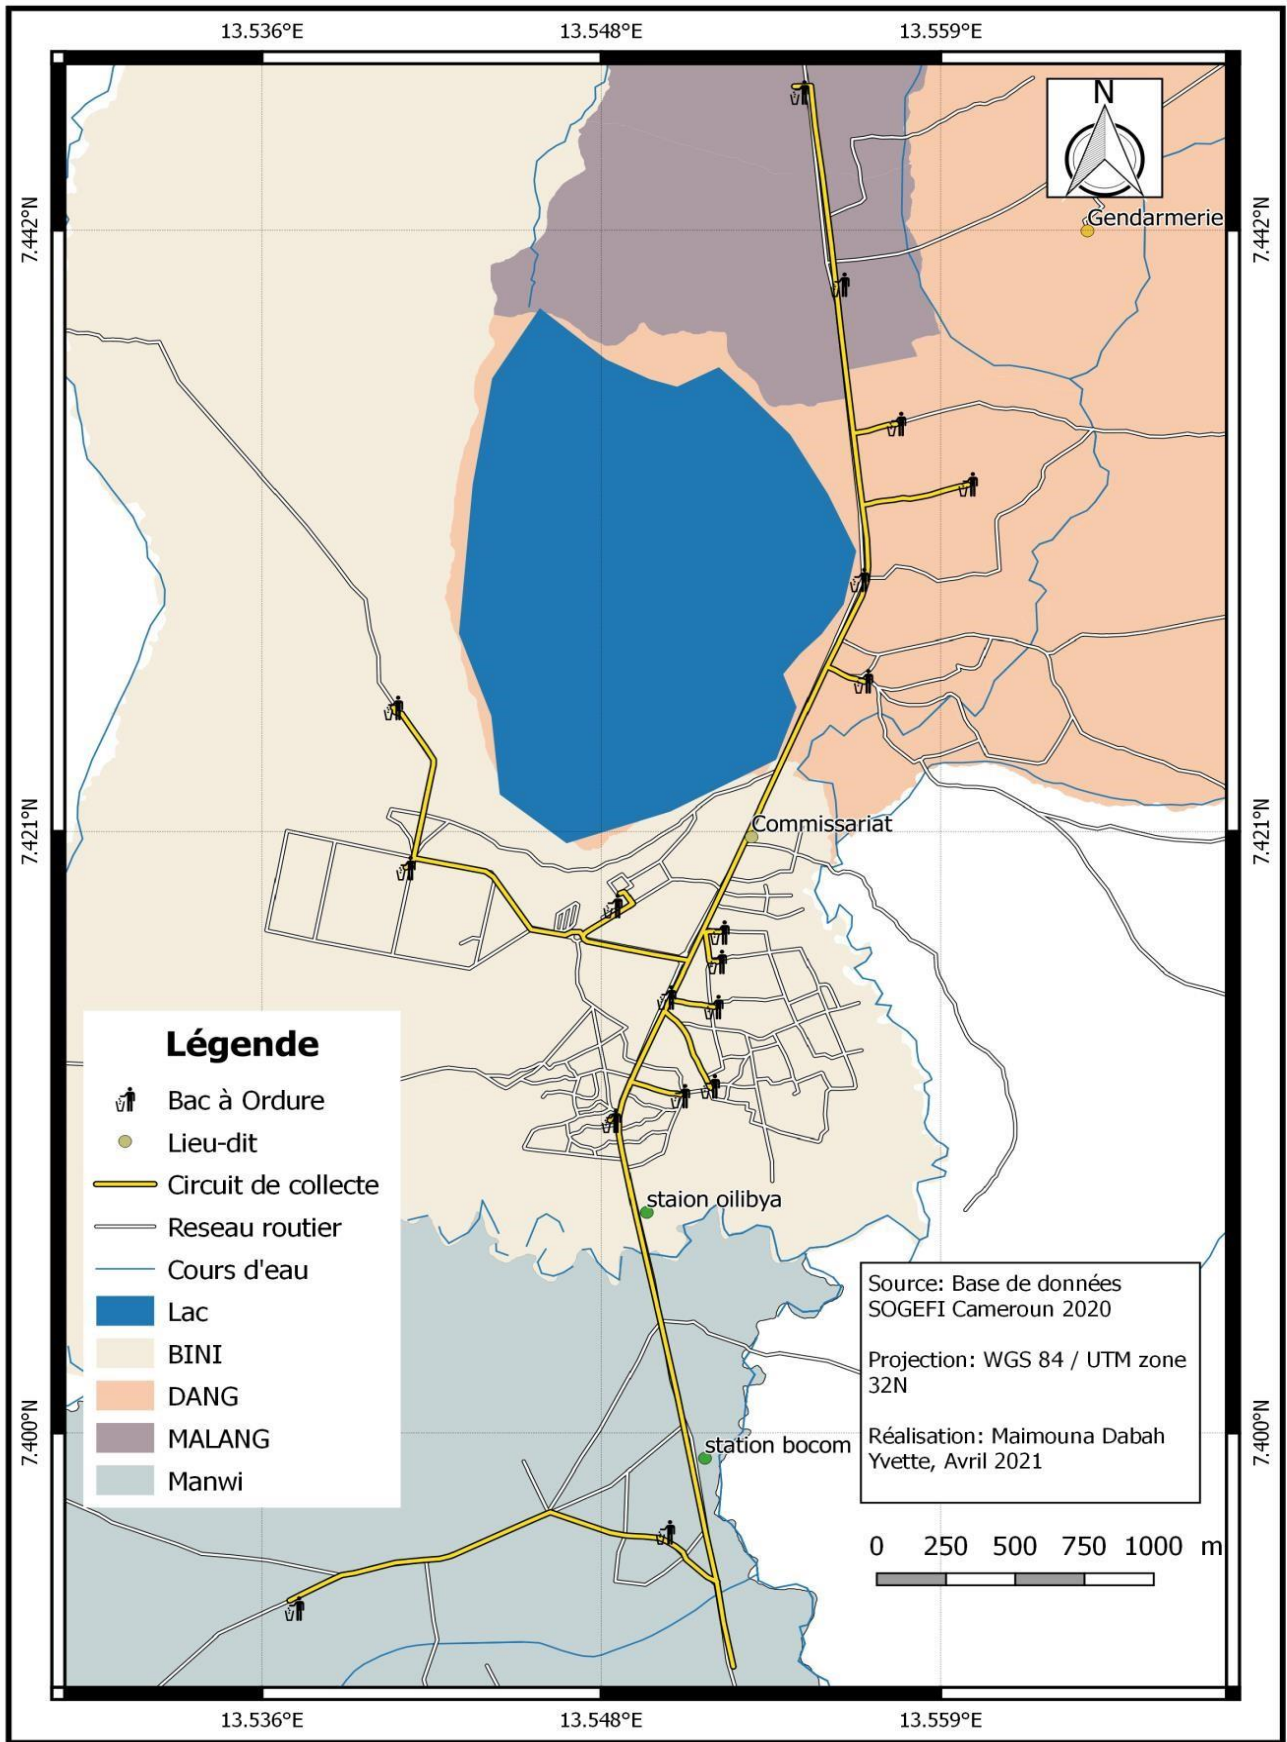 13.536°E
13.548°E
13.559°E
N
7.442°N
7.442°N
Gendarmerie
7.421°N
7.421°N
Commissariat
Légende
Bac à Ordure
Lieu-dit
Circuit de collecte
Reseau routier
Cours d'eau
Lac
BINI
DANG
MALANG
Manwi
staion oilibya
Source: Base de données
SOGEFI Cameroun 2020
Projection: WGS 84 / UTM zone
32N
Réalisation: Maimouna Dabah
Yvette, Avril 2021
7.400°N
7.400°N
station bocom
0 250 500 750 1000 m
13.536°E
13.548°E
13.559°E